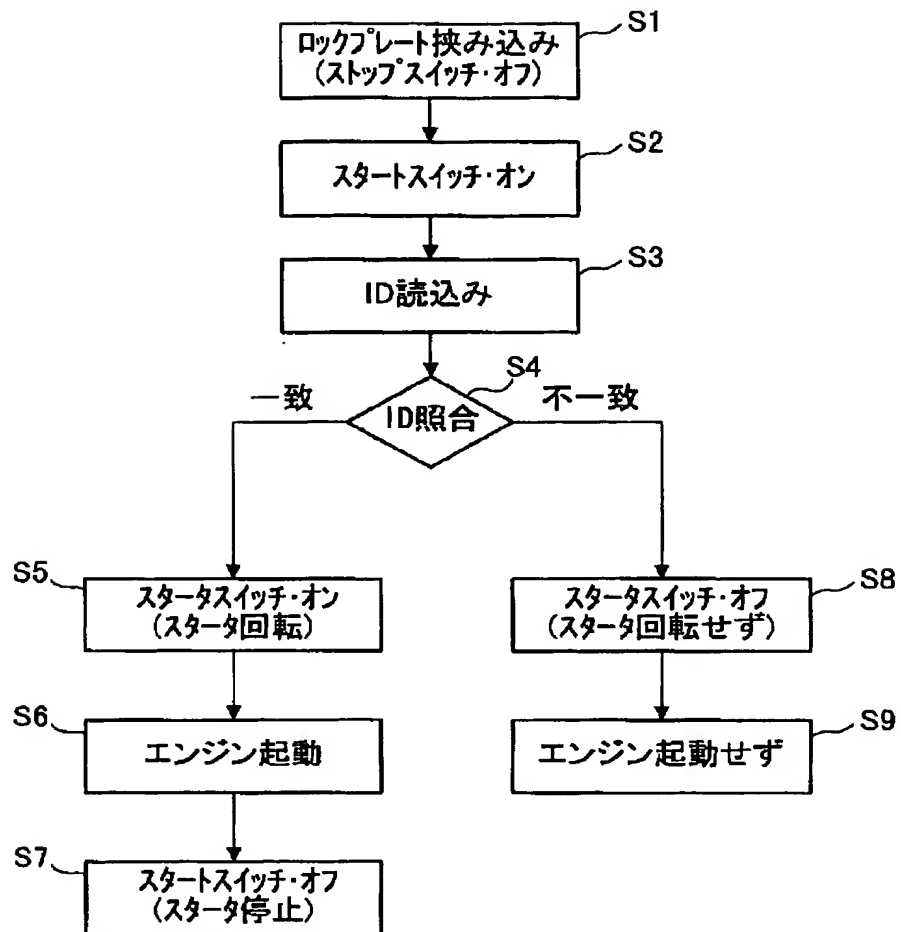 S1
ロックプレート挟み込み
(ストップスイッチ・オフ)
S2
スタートスイッチ・オン
S3
ID読込み
S4
一致
ID照合
不一致
S5
スタータスイッチ・オン
(スタータ回転)
S8
スタータスイッチ・オフ
(スタータ回転せず)
S6
エンジン起動
S9
エンジン起動せず
S7
スタートスイッチ・オフ
(スタータ停止)